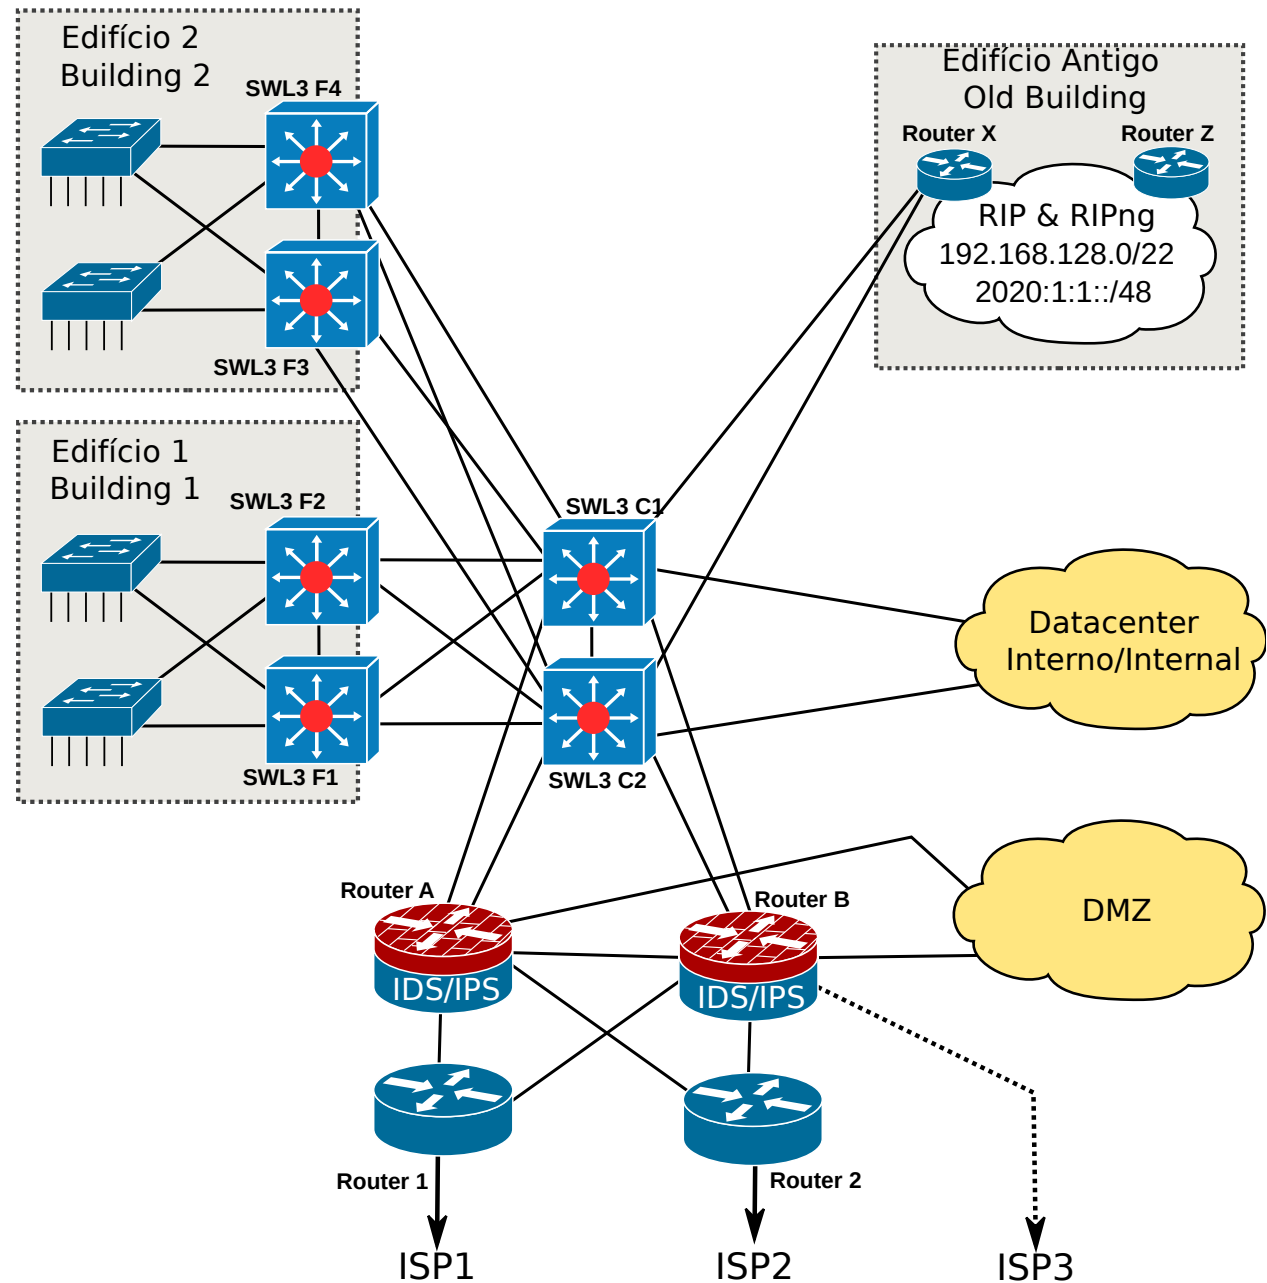 Edifício 2
Building 2
SWL3 F4
SWL3 F3
Edifício Antigo
Old Building
Router X
Router Z
RIP & RIPng
192.168.128.0/22
2020:1:1::/48
Edifício 1
Building 1
SWL3 F2
SWL3 F1
SWL3 C1
SWL3 C2
Datacenter
Interno/Internal
DMZ
Router A
IDS/IPS
Router B
IDS/IPS
Router 1
Router 2
ISP1
ISP2
ISP3